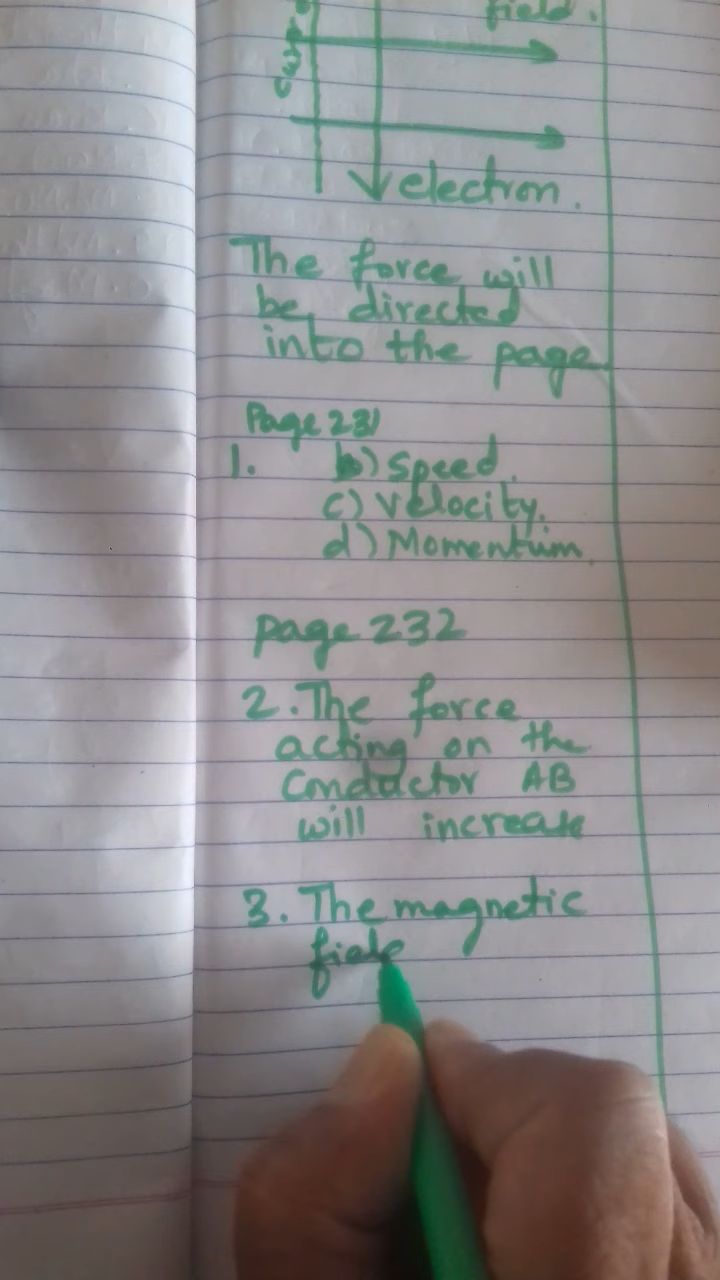 field.
electron.
The force will
be directed
into the page.
Page 231
1. b) Speed.
c) Velocity.
d) Momentum.
page 232
2. The force
acting on the
Conductor AB
will increase
3. The magnetic
field